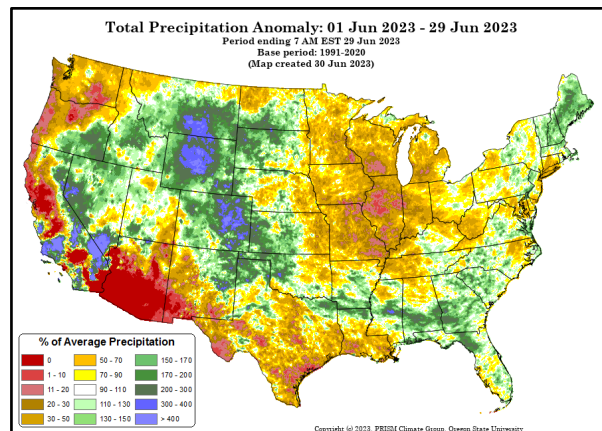 Total Precipitation Anomaly: 01 Jun 2023 - 29 Jun 2023
Period ending 7 AM EST 29 Jun 2023
Base period: 1991-2020
(Map created 30 Jun 2023)
% of Average Precipitation
0 50 - 70 150 - 170
1 - 10 70 - 90 170 - 200
11 - 20 90 - 110 200 - 300
20 - 30 110 - 130 300 - 400
30 - 50 130 - 150 > 400
Copyright (c) 2023, PRISM Climate Group, Oregon State University